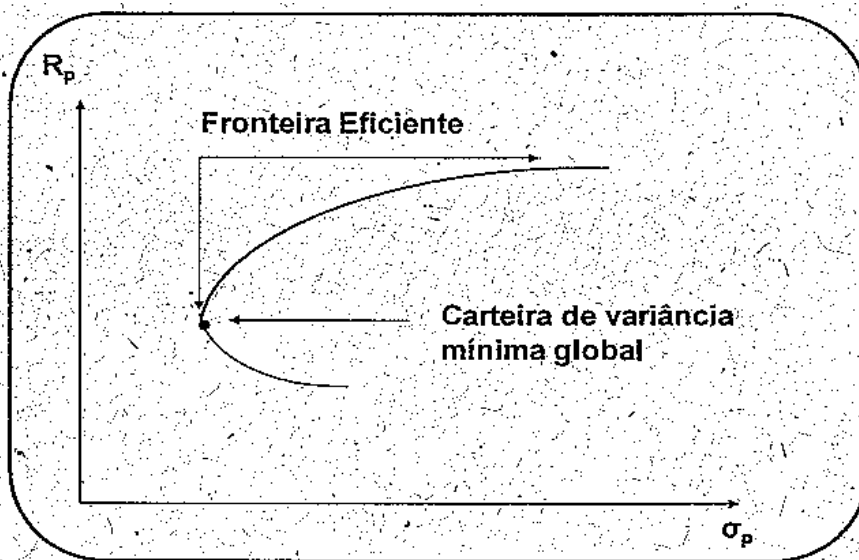 Rₚ
Fronteira Eficiente
Carteira de variância
mínima global
σₚ